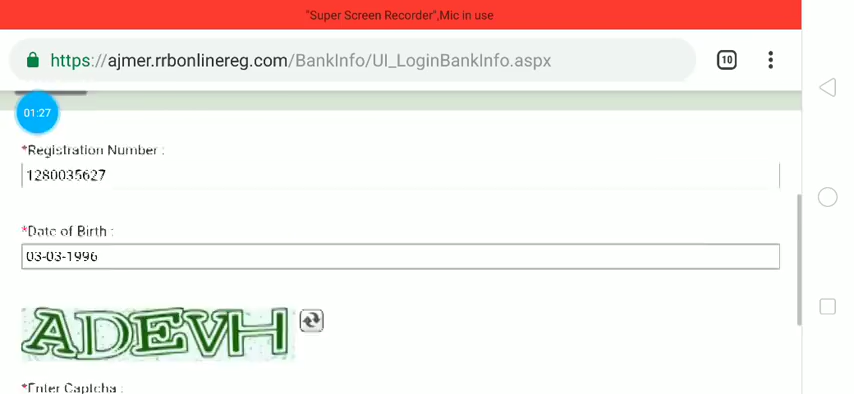 "Super Screen Recorder",Mic in use
https://ajmer.rrbonlinereg.com/BankInfo/UI_LoginBankInfo.aspx
10
01:27
*Registration Number :
1280035627
*Date of Birth :
03-03-1996
ADEVH
*Enter Captcha :